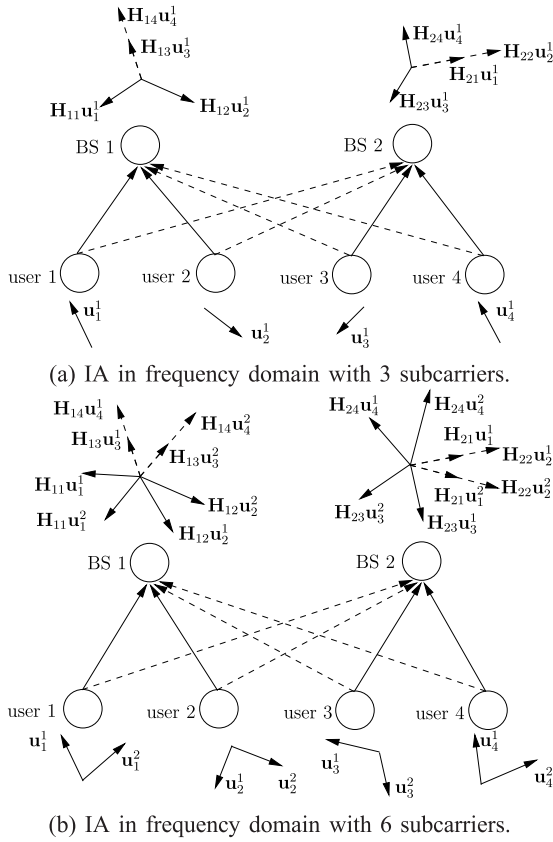 H₁₄u₄¹
H₁₃u₃¹
H₁₁u₁¹
H₁₂u₂¹
H₂₄u₄¹
H₂₂u₂¹
H₂₁u₁¹
H₂₃u₃¹
BS 1
BS 2
user 1
user 2
user 3
user 4
u₁¹
u₂¹
u₃¹
u₄¹
(a) IA in frequency domain with 3 subcarriers.
H₁₄u₄¹
H₁₄u₄²
H₁₃u₃¹
H₁₃u₃²
H₁₁u₁¹
H₁₂u₂²
H₁₁u₁²
H₁₂u₂¹
H₂₄u₄¹
H₂₄u₄²
H₂₁u₁¹
H₂₂u₂¹
H₂₁u₁²
H₂₂u₂²
H₂₃u₃²
H₂₃u₃¹
BS 1
BS 2
user 1
user 2
user 3
user 4
u₁¹
u₁²
u₂¹
u₂²
u₃¹
u₃²
u₄¹
u₄²
(b) IA in frequency domain with 6 subcarriers.